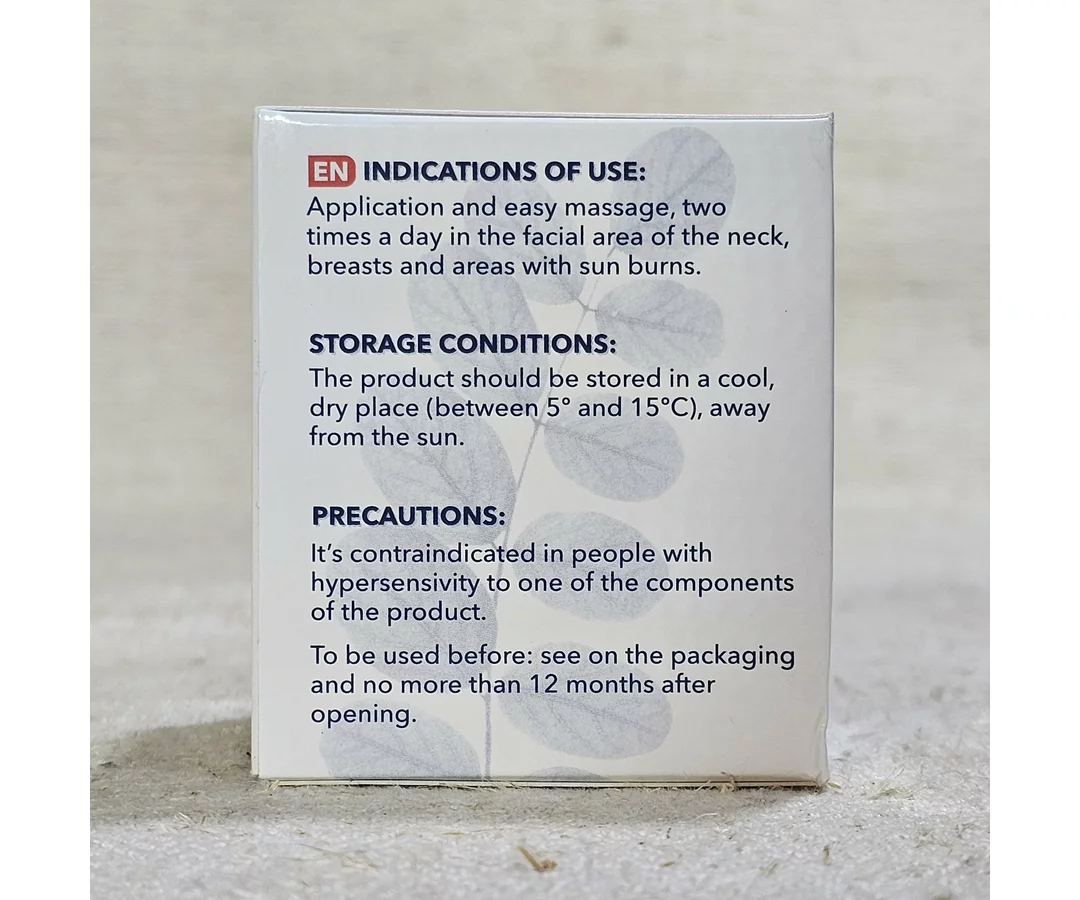 EN INDICATIONS OF USE:
Application and easy massage, two
times a day in the facial area of the neck,
breasts and areas with sun burns.
STORAGE CONDITIONS:
The product should be stored in a cool,
dry place (between 5° and 15°C), away
from the sun.
PRECAUTIONS:
It's contraindicated in people with
hypersensivity to one of the components
of the product.
To be used before: see on the packaging
and no more than 12 months after
opening.